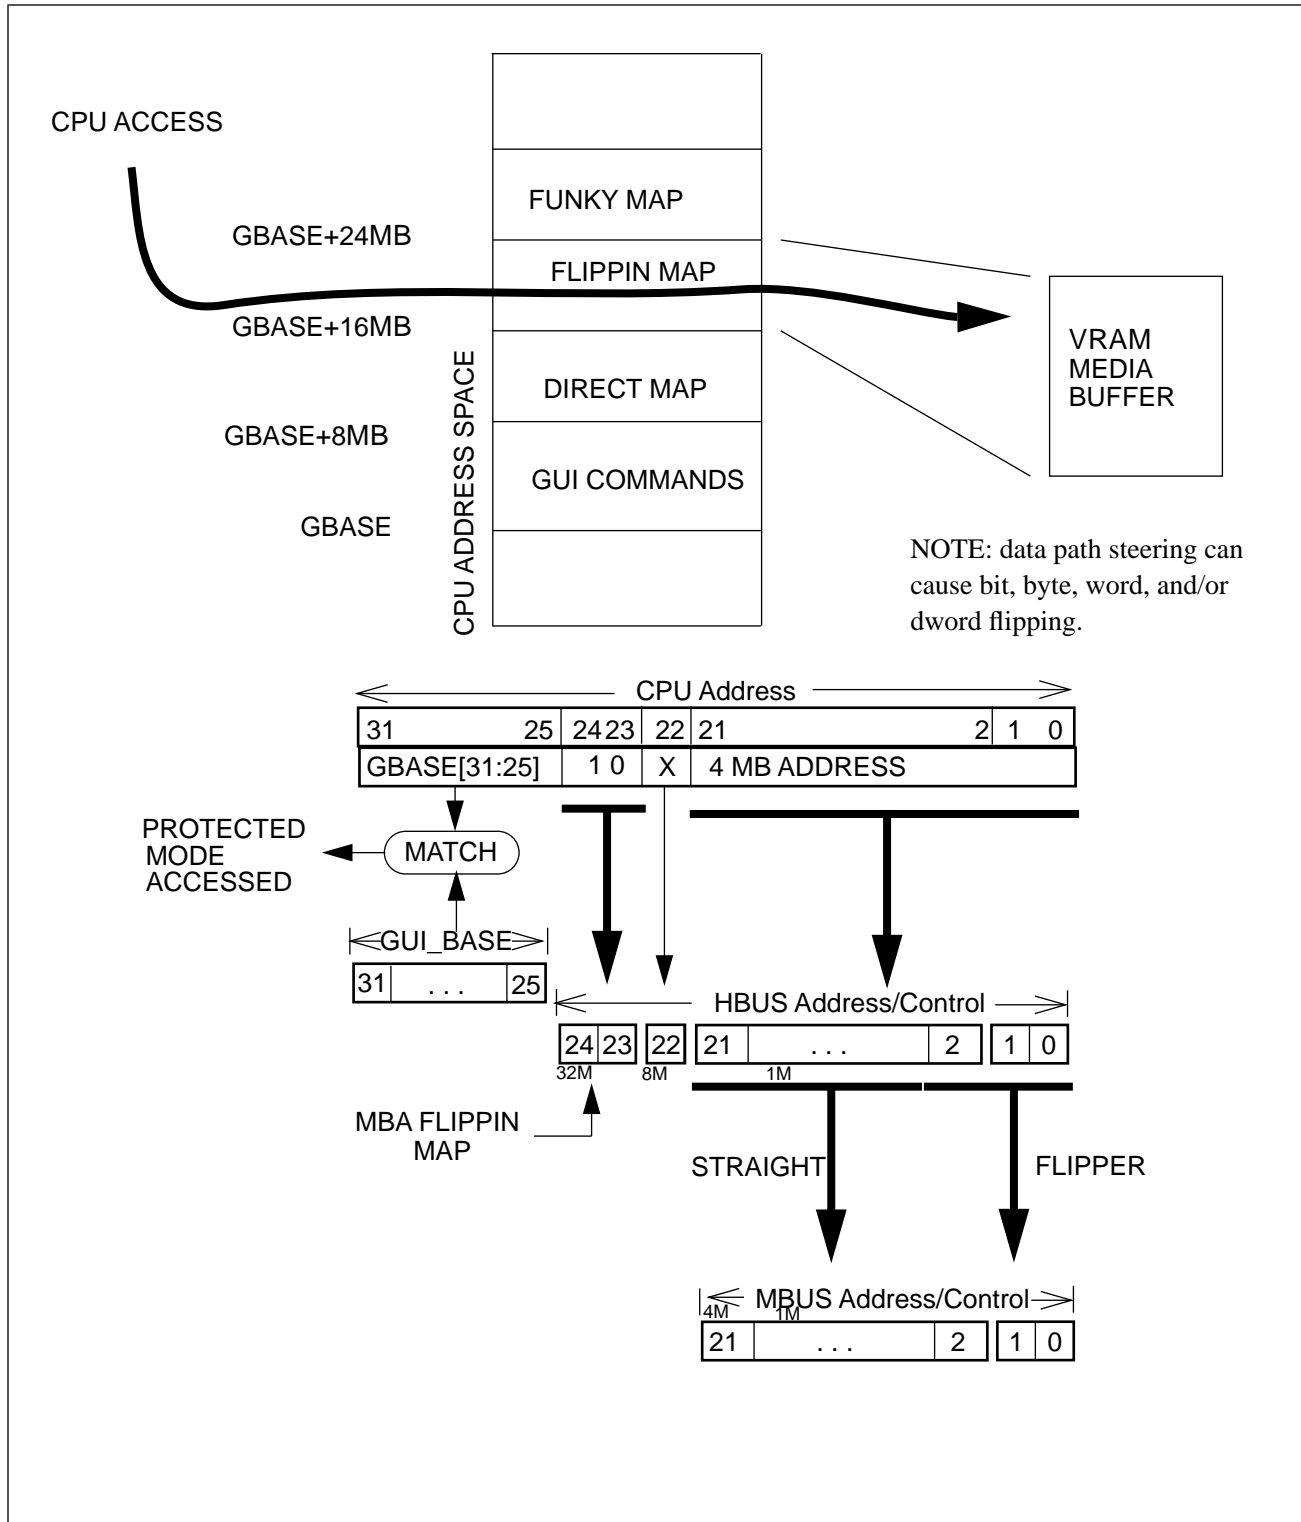 CPU ACCESS
FUNKY MAP
GBASE+24MB
FLIPPIN MAP
GBASE+16MB
VRAM
MEDIA
BUFFER
DIRECT MAP
GBASE+8MB
GUI COMMANDS
GBASE
CPU ADDRESS SPACE
NOTE: data path steering can
cause bit, byte, word, and/or
dword flipping.
CPU Address
31 25 24 23 22 21 2 1 0
GBASE[31:25] 1 0 X 4 MB ADDRESS
PROTECTED
MODE
ACCESSED
MATCH
GUI_BASE
31 . . . 25
HBUS Address/Control
24 23 22 21 . . . 2 1 0
32M 8M 1M
MBA FLIPPIN
MAP
STRAIGHT
FLIPPER
MBUS Address/Control
4M 1M
21 . . . 2 1 0